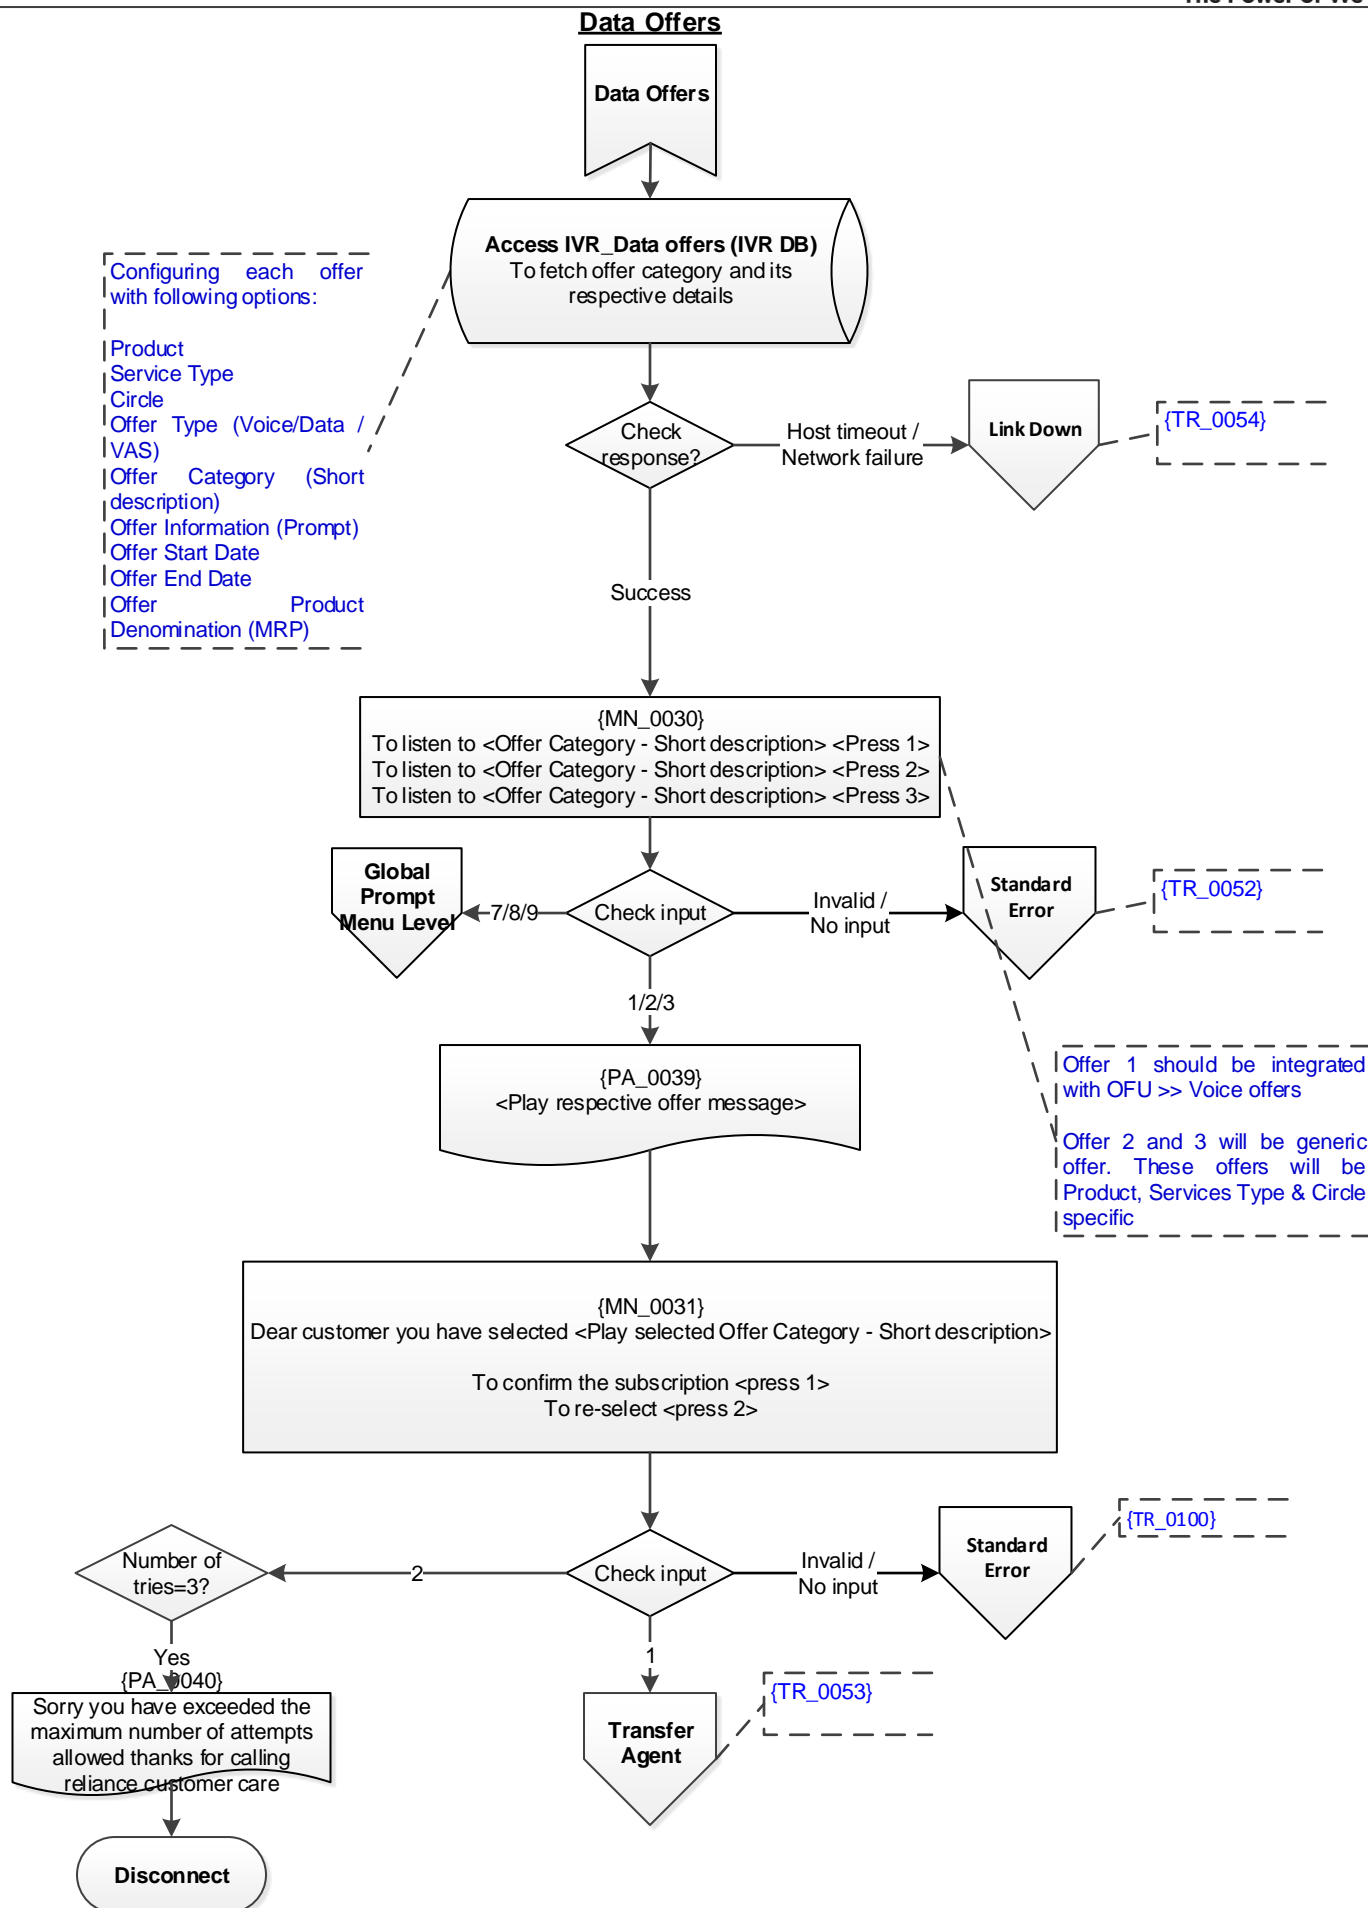 Data Offers
Data Offers
Access IVR_Data offers (IVR DB)
To fetch offer category and its
respective details
Configuring each offer
with following options:
Product
Service Type
Circle
Offer Type (Voice/Data /
VAS)
Offer Category (Short
description)
Offer Information (Prompt)
Offer Start Date
Offer End Date
Offer Product
Denomination (MRP)
Check
response?
Host timeout /
Network failure
Link Down
{TR_0054}
Success
{MN_0030}
To listen to <Offer Category - Short description> <Press 1>
To listen to <Offer Category - Short description> <Press 2>
To listen to <Offer Category - Short description> <Press 3>
Global
Prompt
Menu Level
7/8/9
Check input
Invalid /
No input
Standard
Error
{TR_0052}
1/2/3
{PA_0039}
<Play respective offer message>
Offer 1 should be integrated
with OFU >> Voice offers
Offer 2 and 3 will be generic
offer. These offers will be
Product, Services Type & Circle
specific
{MN_0031}
Dear customer you have selected <Play selected Offer Category - Short description>
To confirm the subscription <press 1>
To re-select <press 2>
Number of
tries=3?
2
Check input
Invalid /
No input
Standard
Error
{TR_0100}
Yes
1
{PA_0040}
Sorry you have exceeded the
maximum number of attempts
allowed thanks for calling
reliance customer care
Transfer
Agent
{TR_0053}
Disconnect